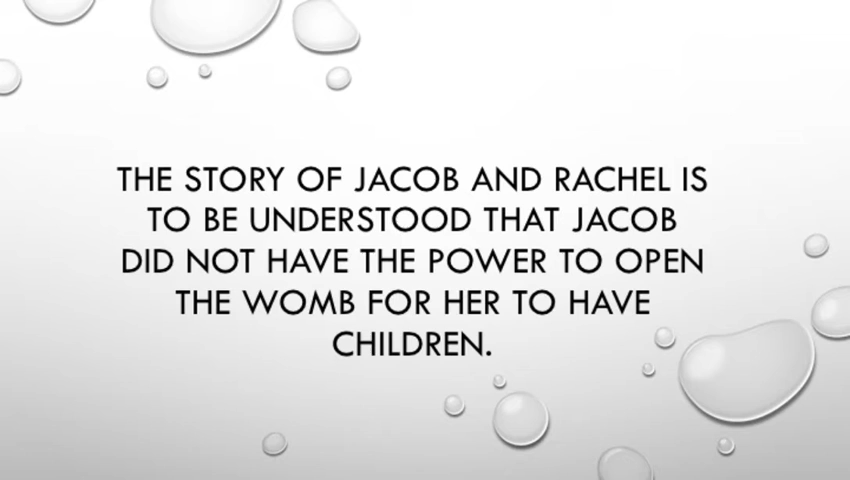 THE STORY OF JACOB AND RACHEL IS
TO BE UNDERSTOOD THAT JACOB
DID NOT HAVE THE POWER TO OPEN
THE WOMB FOR HER TO HAVE
CHILDREN.